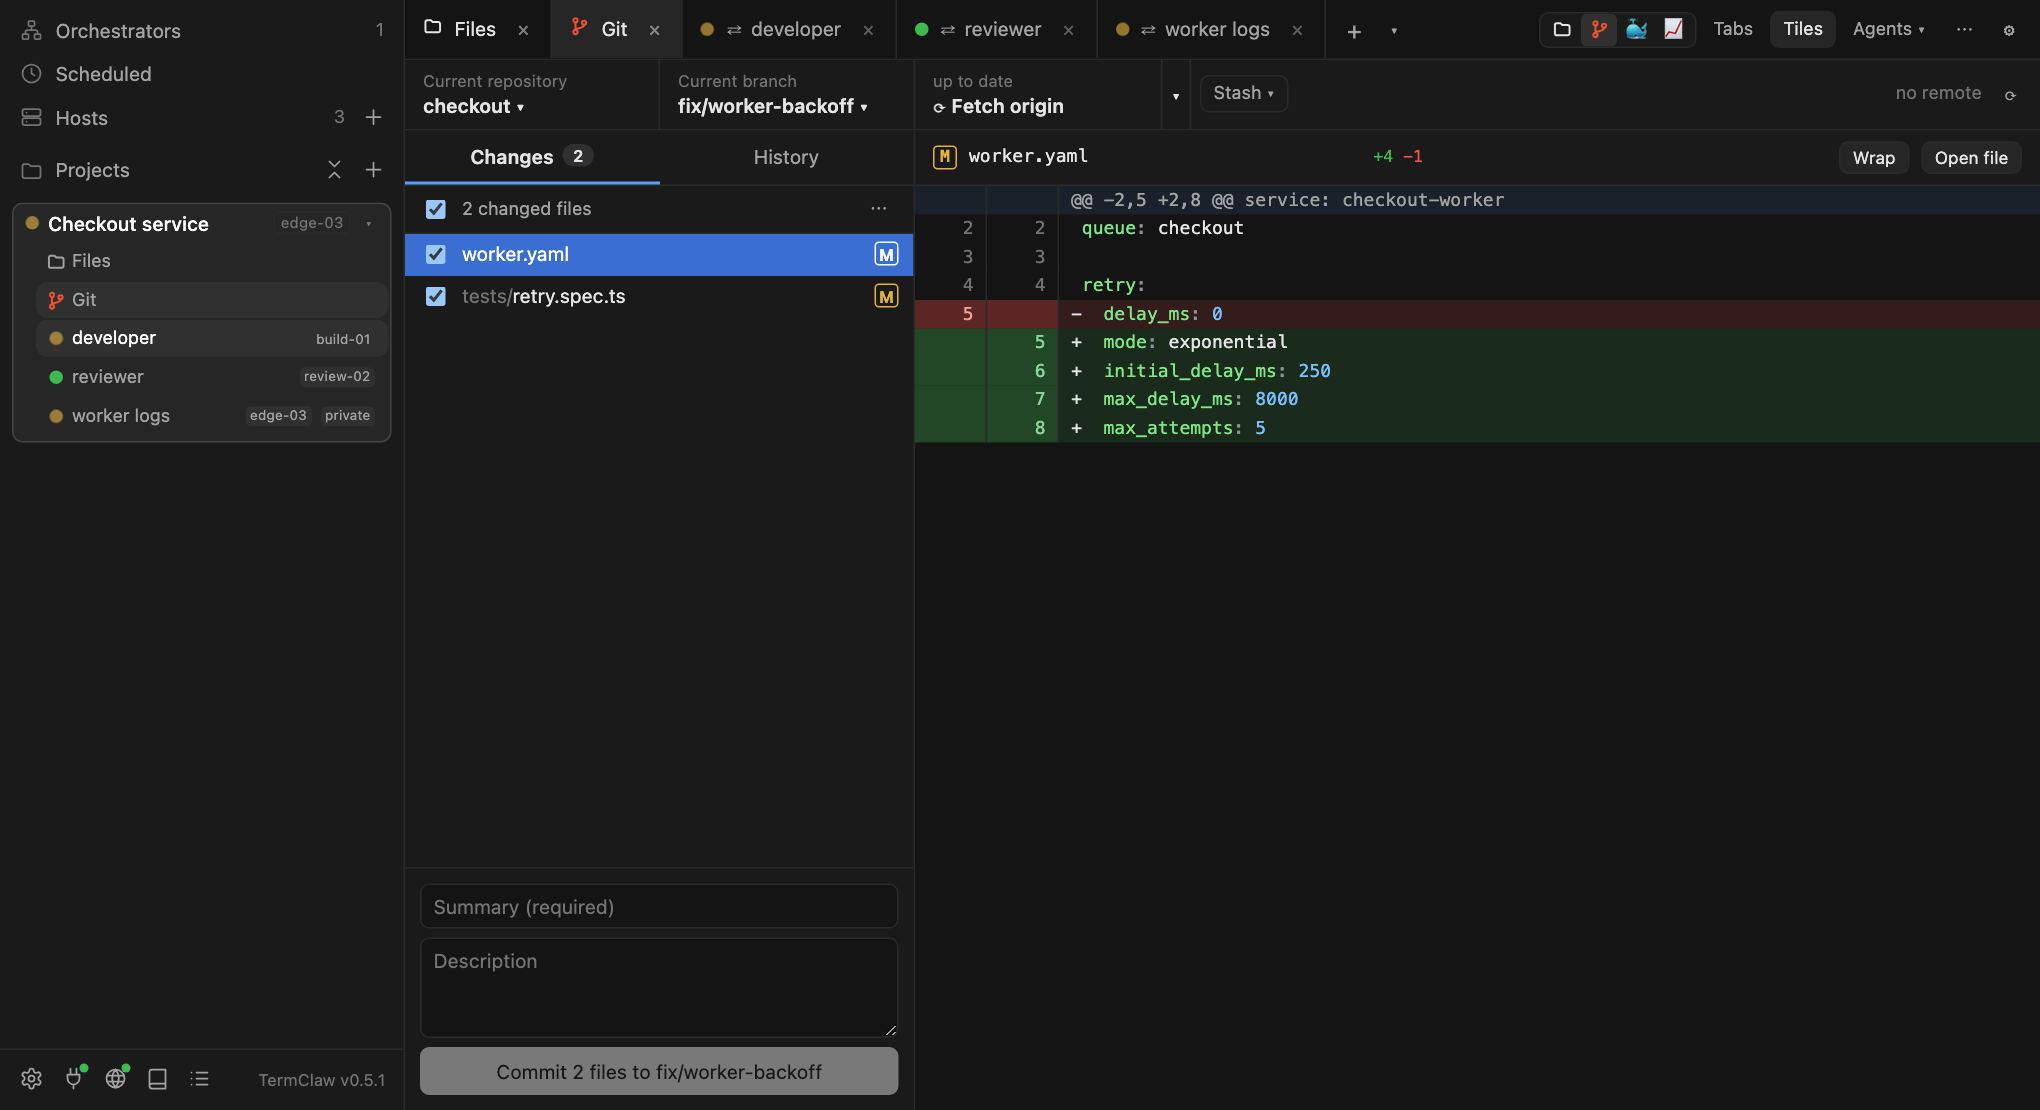 Orchestrators 1
Scheduled
Hosts 3
Projects
Checkout service edge-03
Files
Git
developer build-01
reviewer review-02
worker logs edge-03 private
TermClaw v0.5.1
Files
Git
developer
reviewer
worker logs
Tabs
Tiles
Agents
Current repository
checkout
Current branch
fix/worker-backoff
up to date
Fetch origin
Stash
no remote
Changes 2
History
2 changed files
worker.yaml M
tests/retry.spec.ts M
Summary (required)
Description
Commit 2 files to fix/worker-backoff
M worker.yaml +4 −1
Wrap
Open file
@@ −2,5 +2,8 @@ service: checkout-worker
2 2 queue: checkout
3 3
4 4 retry:
5 − delay_ms: 0
5 + mode: exponential
6 + initial_delay_ms: 250
7 + max_delay_ms: 8000
8 + max_attempts: 5